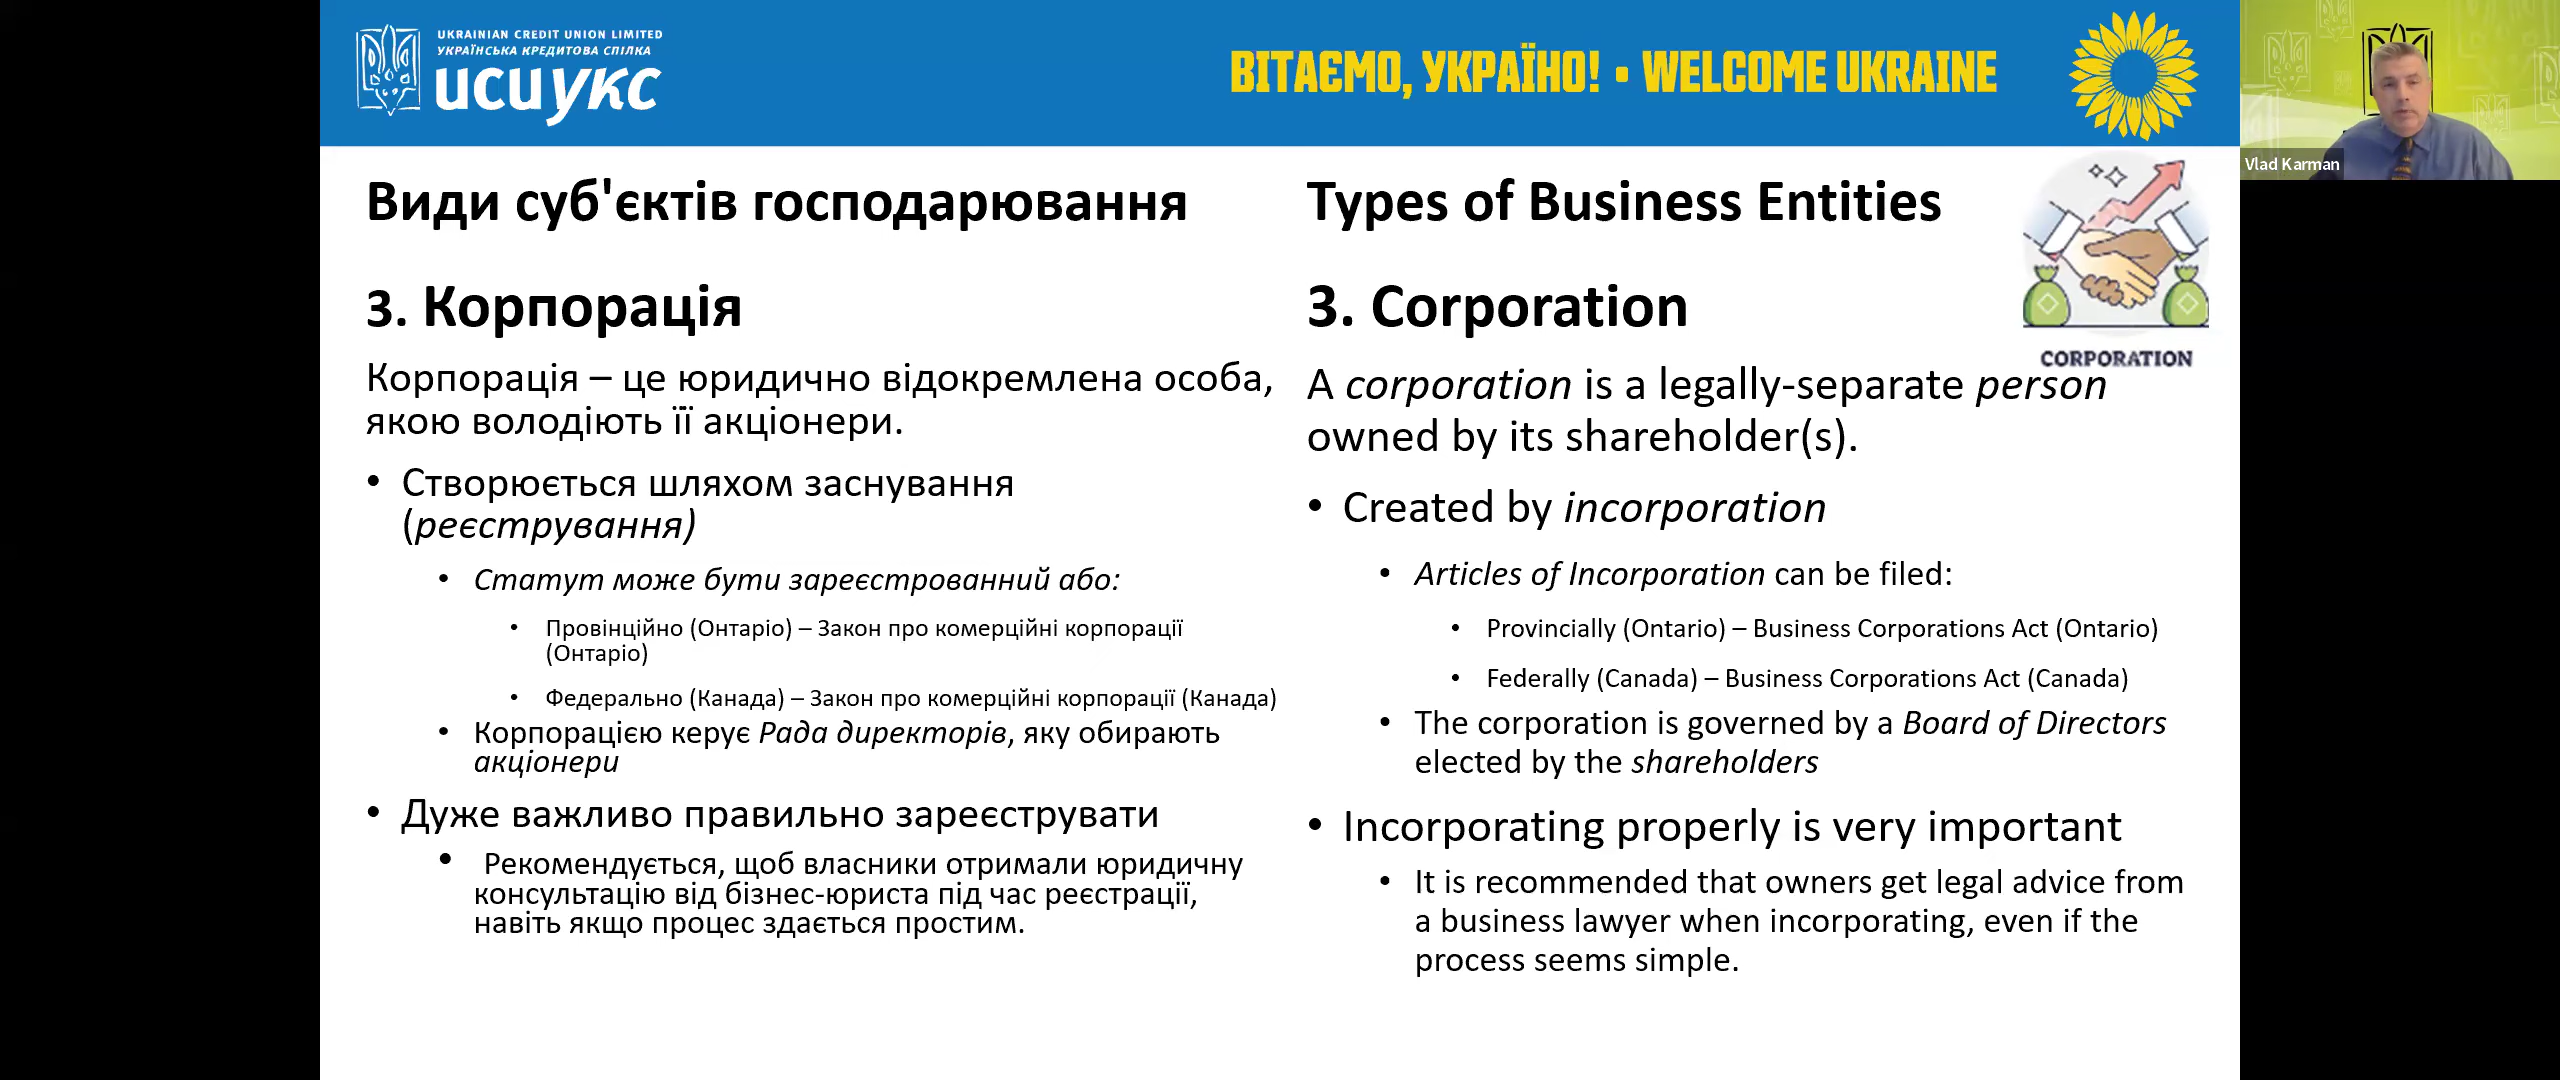 UKRAINIAN CREDIT UNION LIMITED
УКРАЇНСЬКА КРЕДИТОВА СПІЛКА
UCUУКС
ВІТАЄМО, УКРАЇНО! • WELCOME UKRAINE
Vlad Karman
Види суб'єктів господарювання
3. Корпорація
Корпорація – це юридично відокремлена особа,
якою володіють її акціонери.
• Створюється шляхом заснування
(реєстрування)
• Статут може бути зареєстрованний або:
• Провінційно (Онтаріо) – Закон про комерційні корпорації
(Онтаріо)
• Федерально (Канада) – Закон про комерційні корпорації (Канада)
• Корпорацією керує Рада директорів, яку обирають
акціонери
• Дуже важливо правильно зареєструвати
• Рекомендується, щоб власники отримали юридичну
консультацію від бізнес-юриста під час реєстрації,
навіть якщо процес здається простим.
Types of Business Entities
3. Corporation
CORPORATION
A corporation is a legally-separate person
owned by its shareholder(s).
• Created by incorporation
• Articles of Incorporation can be filed:
• Provincially (Ontario) – Business Corporations Act (Ontario)
• Federally (Canada) – Business Corporations Act (Canada)
• The corporation is governed by a Board of Directors
elected by the shareholders
• Incorporating properly is very important
• It is recommended that owners get legal advice from
a business lawyer when incorporating, even if the
process seems simple.